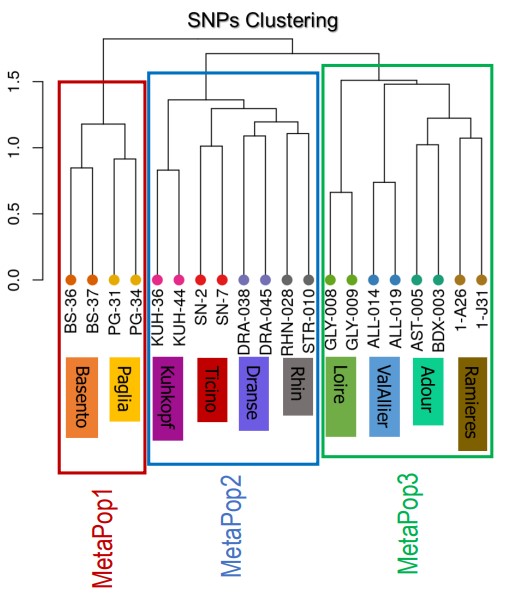 SNPs Clustering
1.5
1.0
0.5
0.0
BS-36
BS-37
PG-31
PG-34
KUH-36
KUH-44
SN-2
SN-7
DRA-038
DRA-045
RHN-028
STR-010
GLY-008
GLY-009
ALL-014
ALL-019
AST-005
BDX-003
1-A26
1-J31
Basento
Paglia
Kuhkopf
Ticino
Dranse
Rhin
Loire
ValAllier
Adour
Ramieres
MetaPop1
MetaPop2
MetaPop3